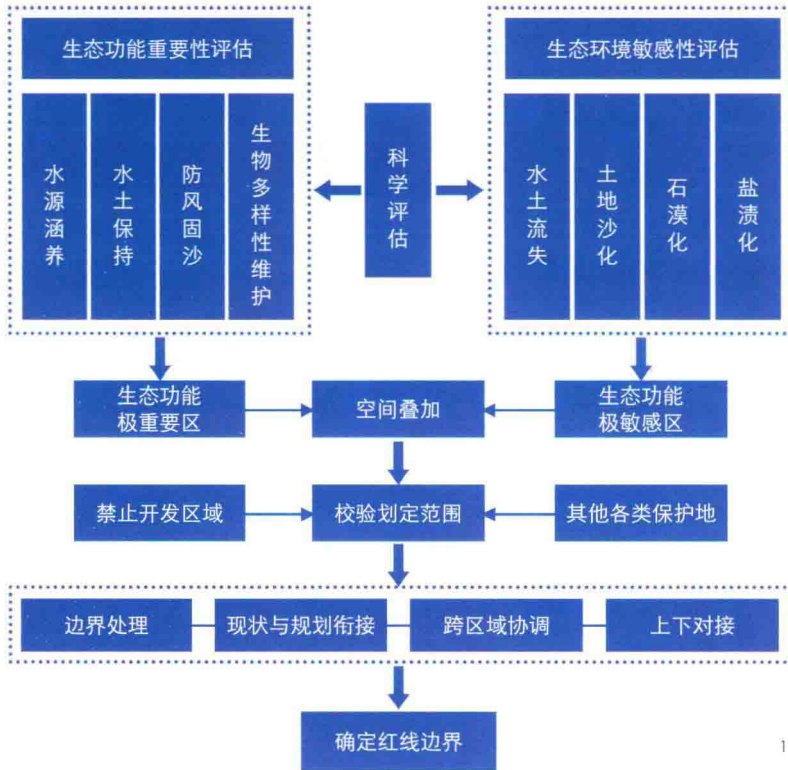 生态功能重要性评估
生态环境敏感性评估
水源涵养
水土保持
防风固沙
生物多样性维护
科学评估
水土流失
土地沙化
石漠化
盐渍化
生态功能
极重要区
空间叠加
生态功能
极敏感区
禁止开发区域
校验划定范围
其他各类保护地
边界处理
现状与规划衔接
跨区域协调
上下对接
确定红线边界
1